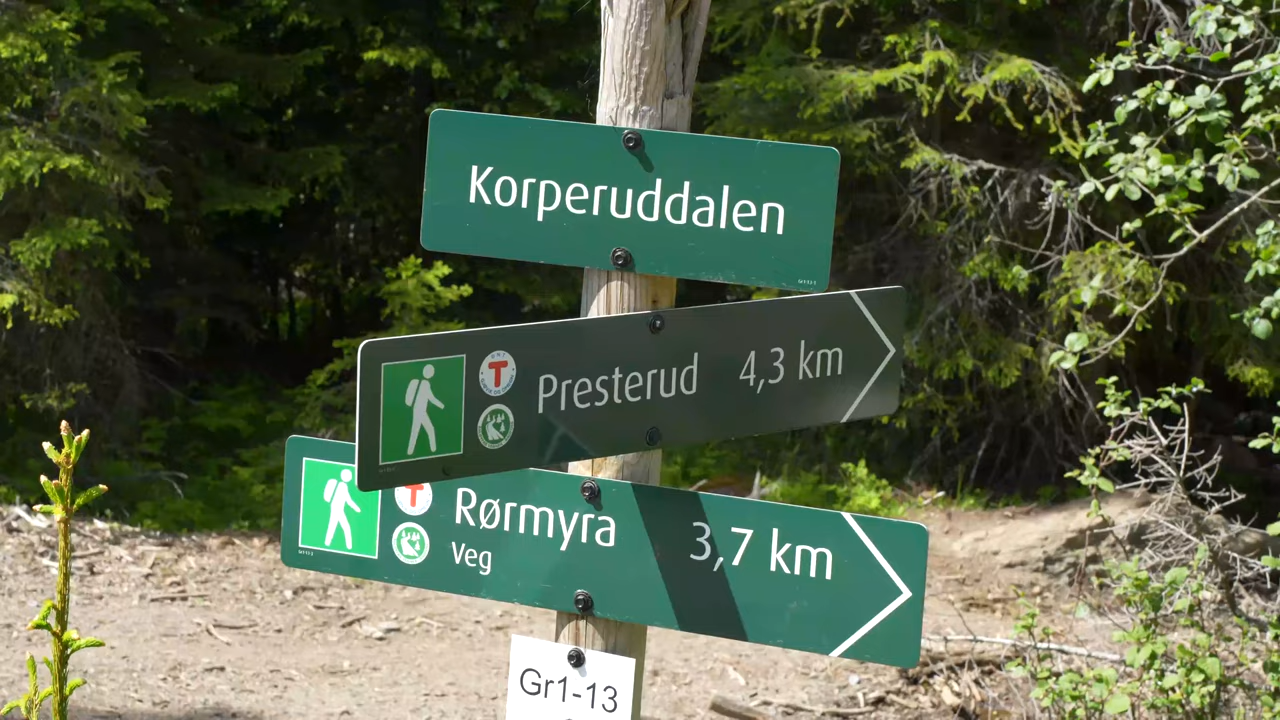 Korperuddalen
T
Presterud 4,3 km
T
Rørmyra 3,7 km
Veg
Gr1-13